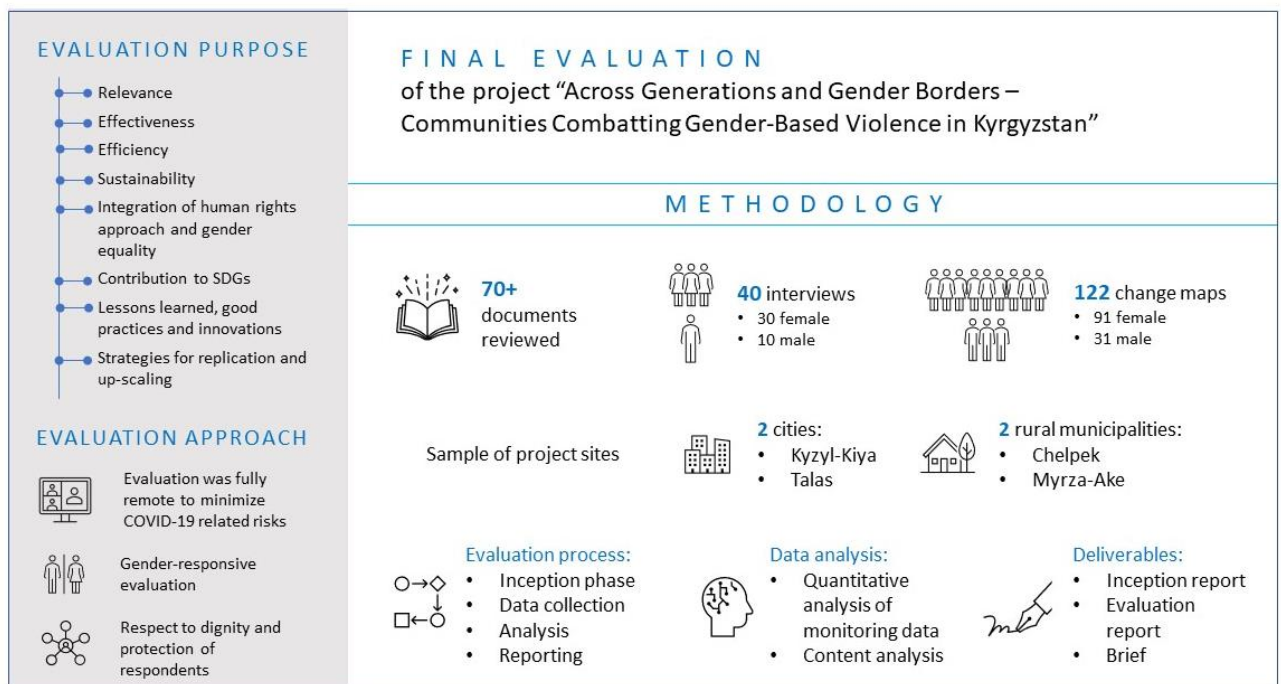 EVALUATION PURPOSE
Relevance
Effectiveness
Efficiency
Sustainability
Integration of human rights
approach and gender
equality
Contribution to SDGs
Lessons learned, good
practices and innovations
Strategies for replication and
up-scaling
EVALUATION APPROACH
Evaluation was fully
remote to minimize
COVID-19 related risks
Gender-responsive
evaluation
Respect to dignity and
protection of
respondents
FINAL EVALUATION
of the project “Across Generations and Gender Borders –
Communities Combatting Gender-Based Violence in Kyrgyzstan”
METHODOLOGY
70+
documents
reviewed
40 interviews
• 30 female
• 10 male
122 change maps
• 91 female
• 31 male
Sample of project sites
2 cities:
• Kyzyl-Kiya
• Talas
2 rural municipalities:
• Chelpek
• Myrza-Ake
Evaluation process:
• Inception phase
• Data collection
• Analysis
• Reporting
Data analysis:
• Quantitative
analysis of
monitoring data
• Content analysis
Deliverables:
• Inception report
• Evaluation
report
• Brief